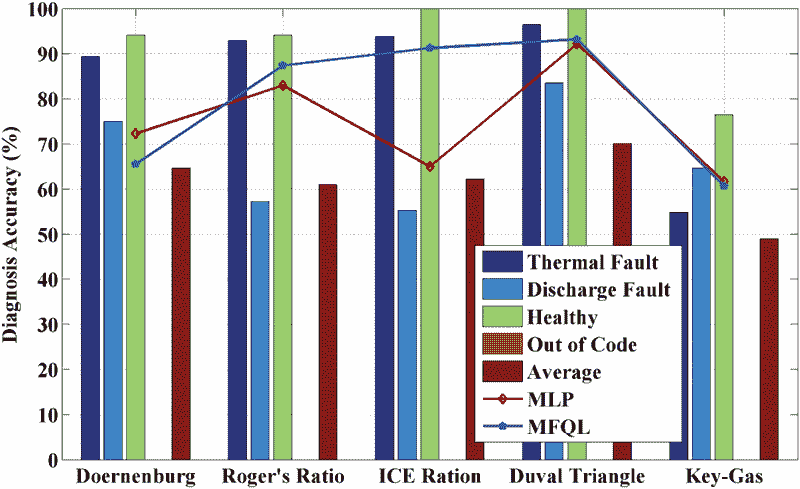 Diagnosis Accuracy (%)
100
90
80
70
60
50
40
30
20
10
0
Thermal Fault
Discharge Fault
Healthy
Out of Code
Average
MLP
MFQL
Doernenburg
Roger's Ratio
ICE Ration
Duval Triangle
Key-Gas